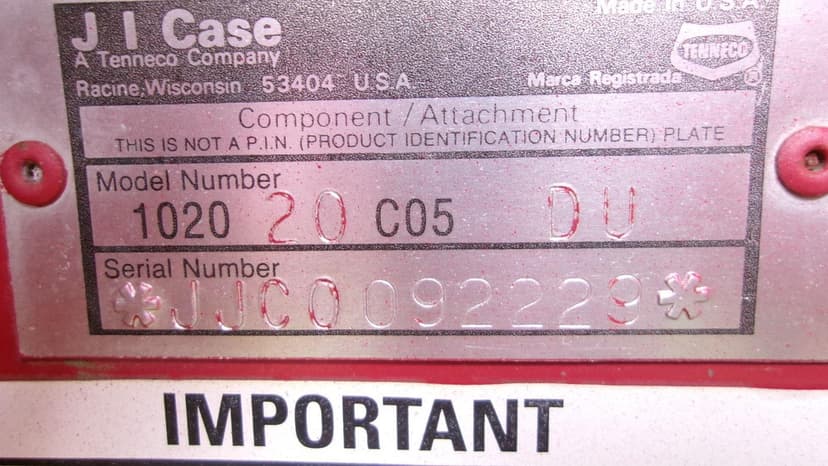 Made in U.S.A.
J I Case
A Tenneco Company
TENNECO
Racine, Wisconsin 53404 U.S.A.
Marca Registrada ®
Component / Attachment
THIS IS NOT A P.I.N. (PRODUCT IDENTIFICATION NUMBER) PLATE
Model Number
1020 20 C05 DU
Serial Number
*JJC0092229*
IMPORTANT